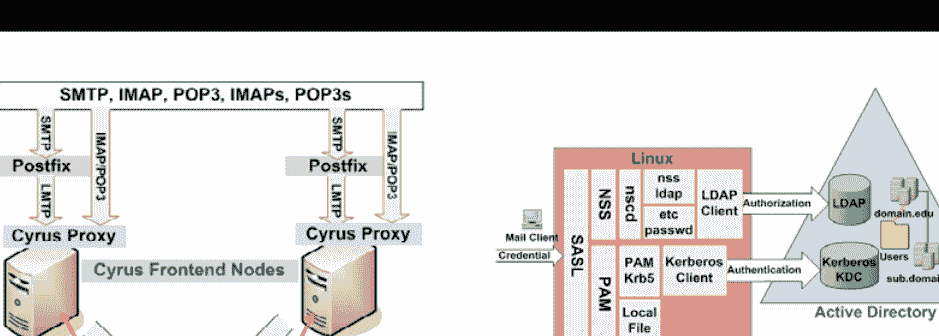 SMTP, IMAP, POP3, IMAPs, POP3s
SMTP
IMAP/POP3
SMTP
IMAP/POP3
Postfix
Postfix
LMTP
LMTP
Cyrus Proxy
Cyrus Proxy
Cyrus Frontend Nodes
Linux
Mail Client
Credential
SASL
NSS
nscd
nss
ldap
etc
passwd
LDAP
Client
PAM
PAM
Krb5
Kerberos
Client
Local
File
Authorization
Authentication
LDAP
domain.edu
Users
Kerberos
KDC
sub.domai
Active Directory